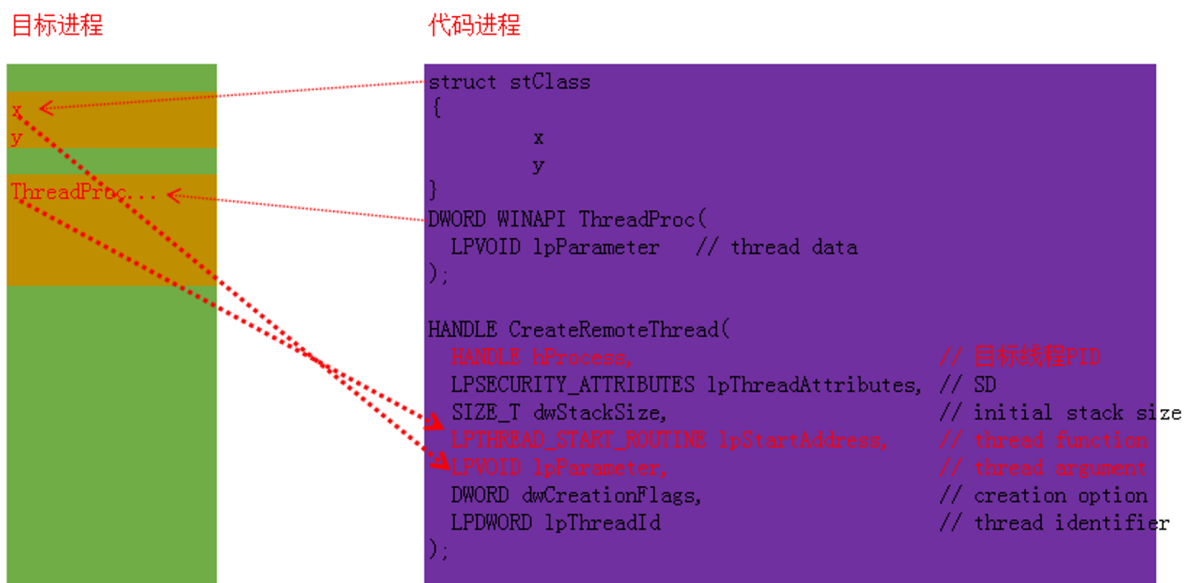 目标进程
代码进程
x
y
ThreadProc...
struct stClass
{
x
y
}
DWORD WINAPI ThreadProc(
LPVOID lpParameter // thread data
);
HANDLE CreateRemoteThread(
HANDLE hProcess, // 目标线程PID
LPSECURITY_ATTRIBUTES lpThreadAttributes, // SD
SIZE_T dwStackSize, // initial stack size
LPTHREAD_START_ROUTINE lpStartAddress, // thread function
LPVOID lpParameter, // thread argument
DWORD dwCreationFlags, // creation option
LPDWORD lpThreadId // thread identifier
);